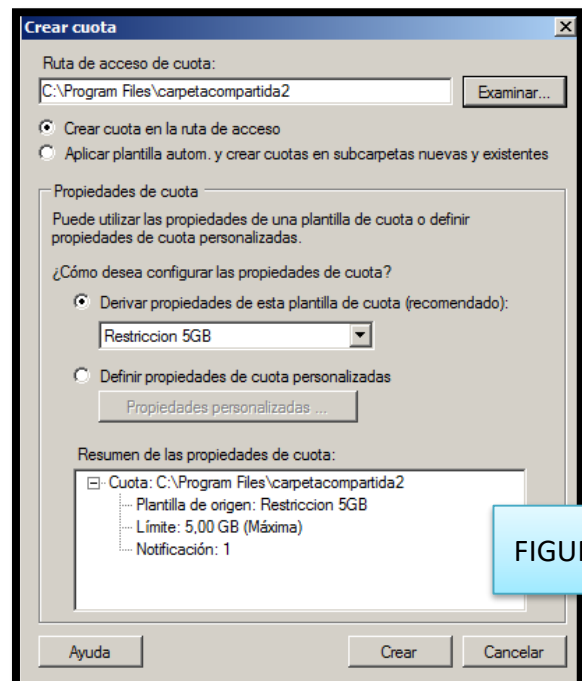 Crear cuota
Ruta de acceso de cuota:
C:\Program Files\carpetacompartida2
Examinar...
Crear cuota en la ruta de acceso
Aplicar plantilla autom. y crear cuotas en subcarpetas nuevas y existentes
Propiedades de cuota
Puede utilizar las propiedades de una plantilla de cuota o definir
propiedades de cuota personalizadas.
¿Cómo desea configurar las propiedades de cuota?
Derivar propiedades de esta plantilla de cuota (recomendado):
Restriccion 5GB
Definir propiedades de cuota personalizadas
Propiedades personalizadas ...
Resumen de las propiedades de cuota:
Cuota: C:\Program Files\carpetacompartida2
Plantilla de origen: Restriccion 5GB
Límite: 5,00 GB (Máxima)
Notificación: 1
Ayuda
Crear
Cancelar